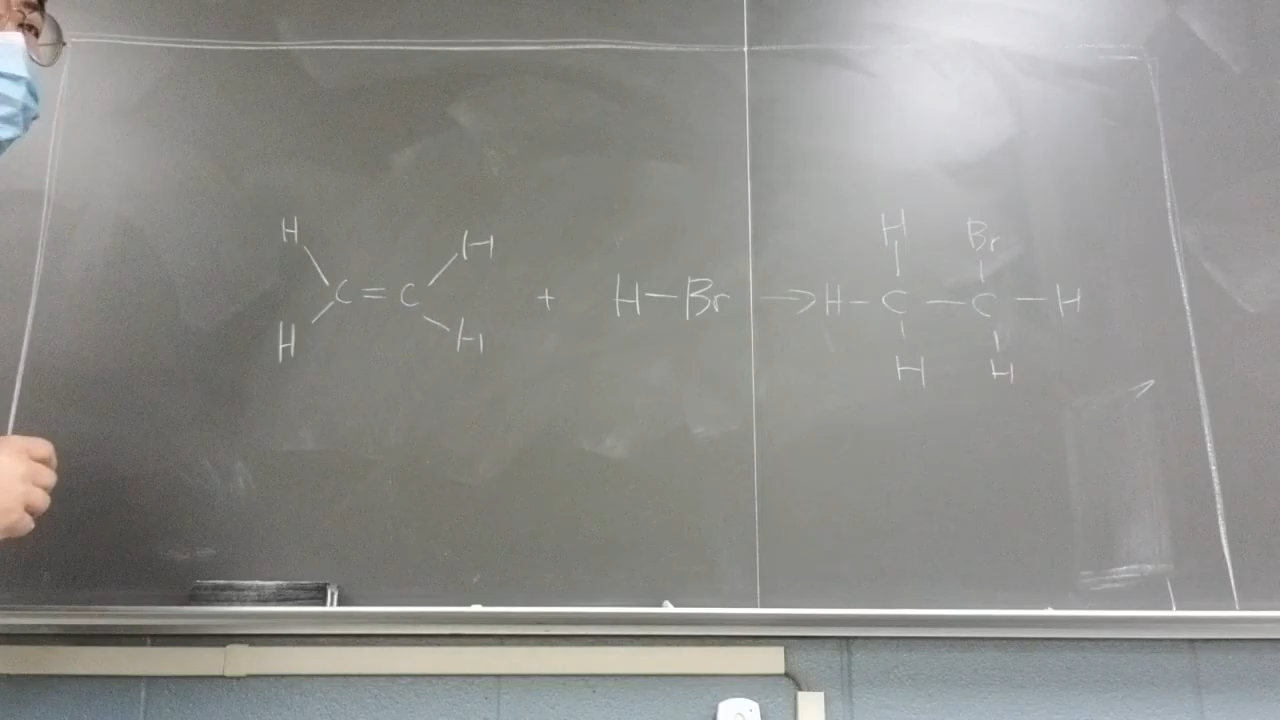 H H H Br
C=C + H—Br → H—C—C—H
H H H H